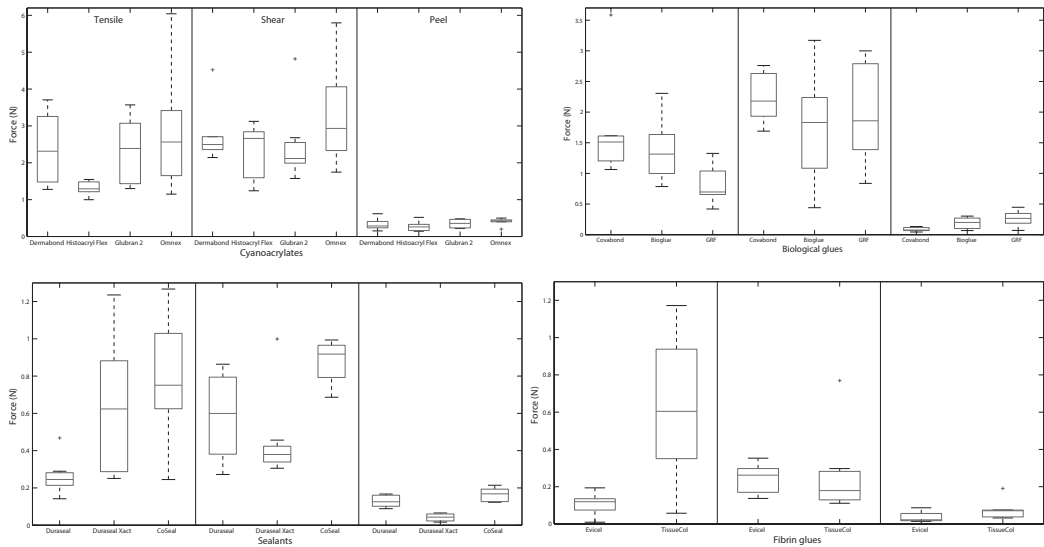 Tensile Shear Peel
6
5
4
3
2
1
0
Force (N)
Dermabond Histoacryl Flex Glubran 2 Omnex Dermabond Histoacryl Flex Glubran 2 Omnex Dermabond Histoacryl Flex Glubran 2 Omnex
Cyanoacrylates
3.5
3
2.5
2
1.5
1
0.5
0
Force (N)
Covabond Bioglue GRF Covabond Bioglue GRF Covabond Bioglue GRF
Biological glues
1.2
1
0.8
0.6
0.4
0.2
0
Force (N)
Duraseal Duraseal Xact CoSeal Duraseal Duraseal Xact CoSeal Duraseal Duraseal Xact CoSeal
Sealants
1.2
1
0.8
0.6
0.4
0.2
0
Force (N)
Evicel TissueCol Evicel TissueCol Evicel TissueCol
Fibrin glues